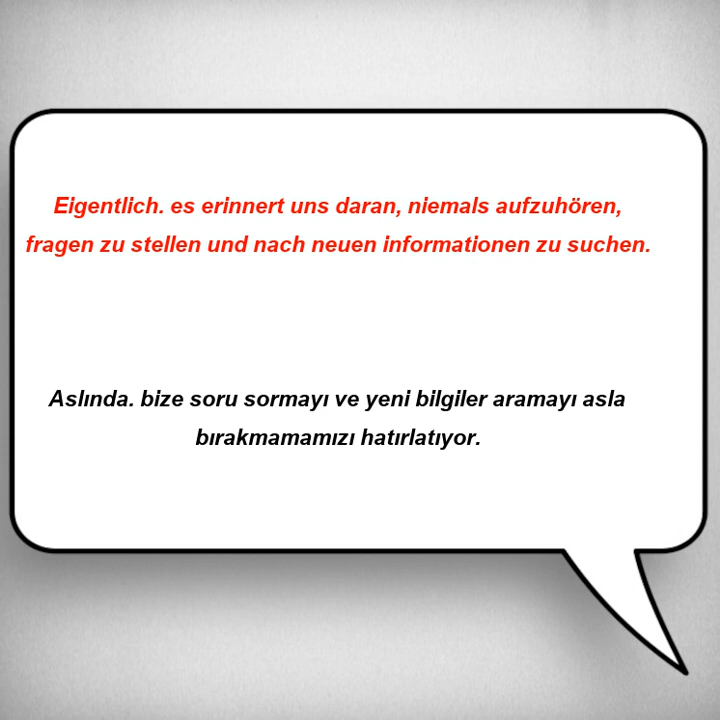 Eigentlich. es erinnert uns daran, niemals aufzuhören,
fragen zu stellen und nach neuen informationen zu suchen.
Aslında. bize soru sormayı ve yeni bilgiler aramayı asla
bırakmamamızı hatırlatıyor.